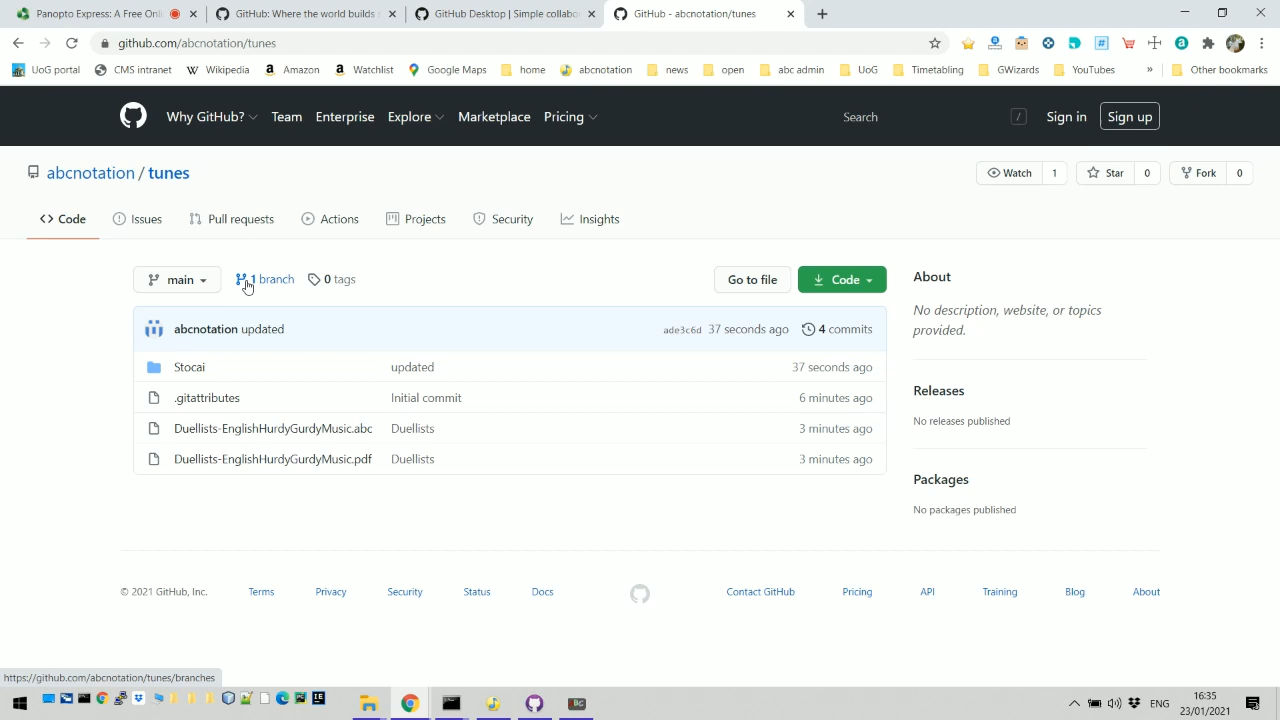 Panopto Express: A Free Onli
GitHub: Where the world builds s
GitHub Desktop | Simple collabo
GitHub - abcnotation/tunes
github.com/abcnotation/tunes
UoG portal
CMS intranet
Wikipedia
Amazon
Watchlist
Google Maps
home
abcnotation
news
open
abc admin
UoG
Timetabling
GWizards
YouTubes
»
Other bookmarks
Why GitHub?
Team
Enterprise
Explore
Marketplace
Pricing
Search
/
Sign in
Sign up
abcnotation / tunes
Watch 1
Star 0
Fork 0
Code
Issues
Pull requests
Actions
Projects
Security
Insights
main
1 branch
0 tags
Go to file
Code
About
No description, website, or topics
provided.
abcnotation updated
ade3c6d 37 seconds ago
4 commits
Stocai updated 37 seconds ago
.gitattributes Initial commit 6 minutes ago
Duellists-EnglishHurdyGurdyMusic.abc Duellists 3 minutes ago
Duellists-EnglishHurdyGurdyMusic.pdf Duellists 3 minutes ago
Releases
No releases published
Packages
No packages published
© 2021 GitHub, Inc.
Terms
Privacy
Security
Status
Docs
Contact GitHub
Pricing
API
Training
Blog
About
https://github.com/abcnotation/tunes/branches
ENG
16:35
23/01/2021